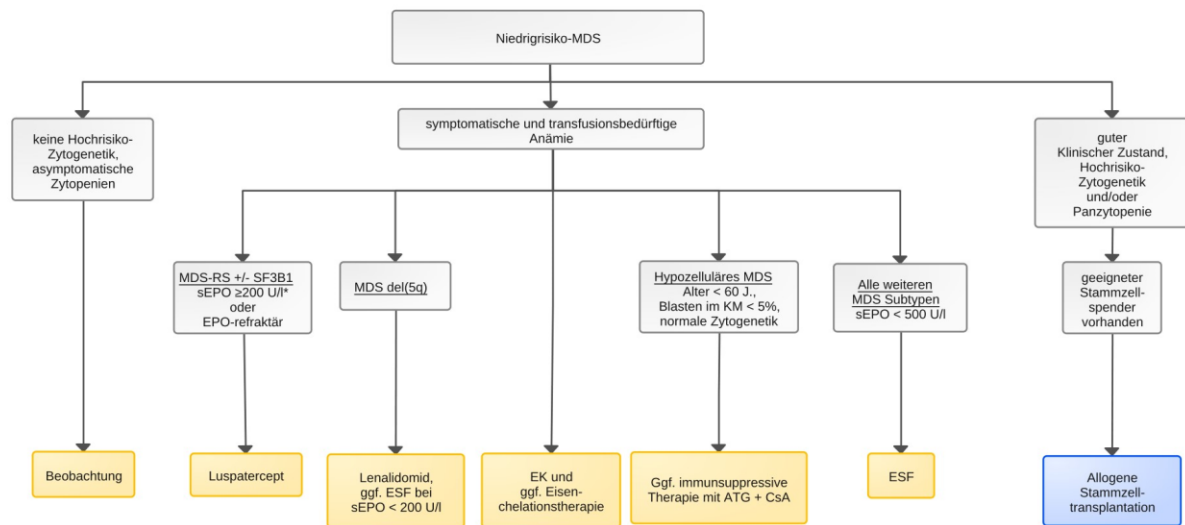 Niedrigrisiko-MDS
keine Hochrisiko-
Zytogenetik,
asymptomatische
Zytopenien
symptomatische und transfusionsbedürftige
Anämie
guter
Klinischer Zustand,
Hochrisiko-
Zytogenetik
und/oder
Panzytopenie
MDS-RS +/- SF3B1
sEPO ≥200 U/l*
oder
EPO-refraktär
MDS del(5q)
Hypozelluläres MDS
Alter < 60 J.,
Blasten im KM < 5%,
normale Zytogenetik
Alle weiteren
MDS Subtypen
sEPO < 500 U/l
geeigneter
Stammzell-
spender
vorhanden
Beobachtung
Luspatercept
Lenalidomid,
ggf. ESF bei
sEPO < 200 U/l
EK und
ggf. Eisen-
chelationstherapie
Ggf. immunsuppressive
Therapie mit ATG + CsA
ESF
Allogene
Stammzell-
transplantation